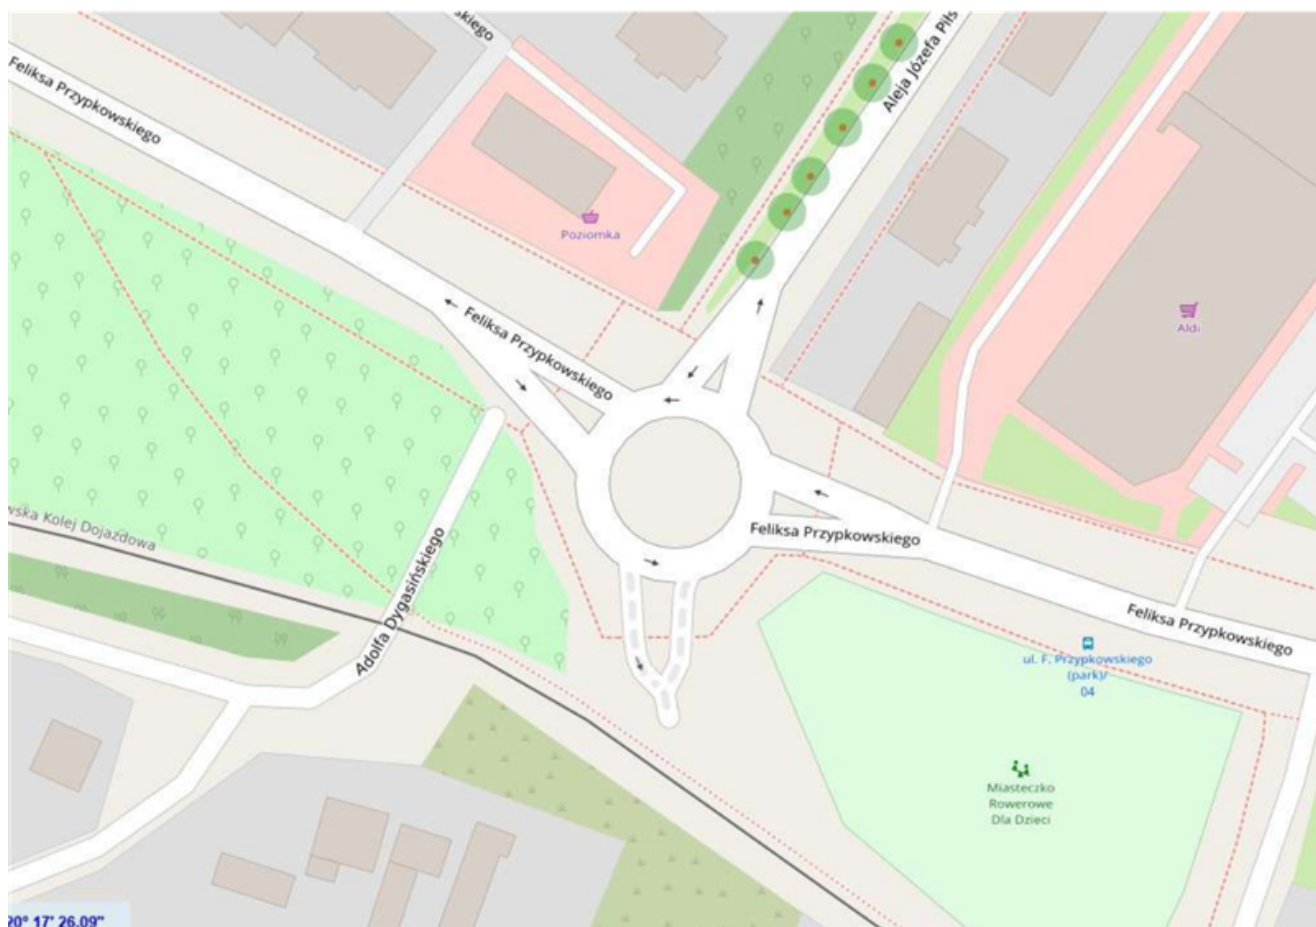 skiego
Aleja Józefa Piłs
Feliksa Przypkowskiego
Poziomka
Feliksa Przypkowskiego
Aldi
wska Kolej Dojazdowa
Adolfa Dygasińskiego
Feliksa Przypkowskiego
Feliksa Przypkowskiego
ul. F. Przypkowskiego
(park)/
04
Miasteczko
Rowerowe
Dla Dzieci
20° 17' 26.09"